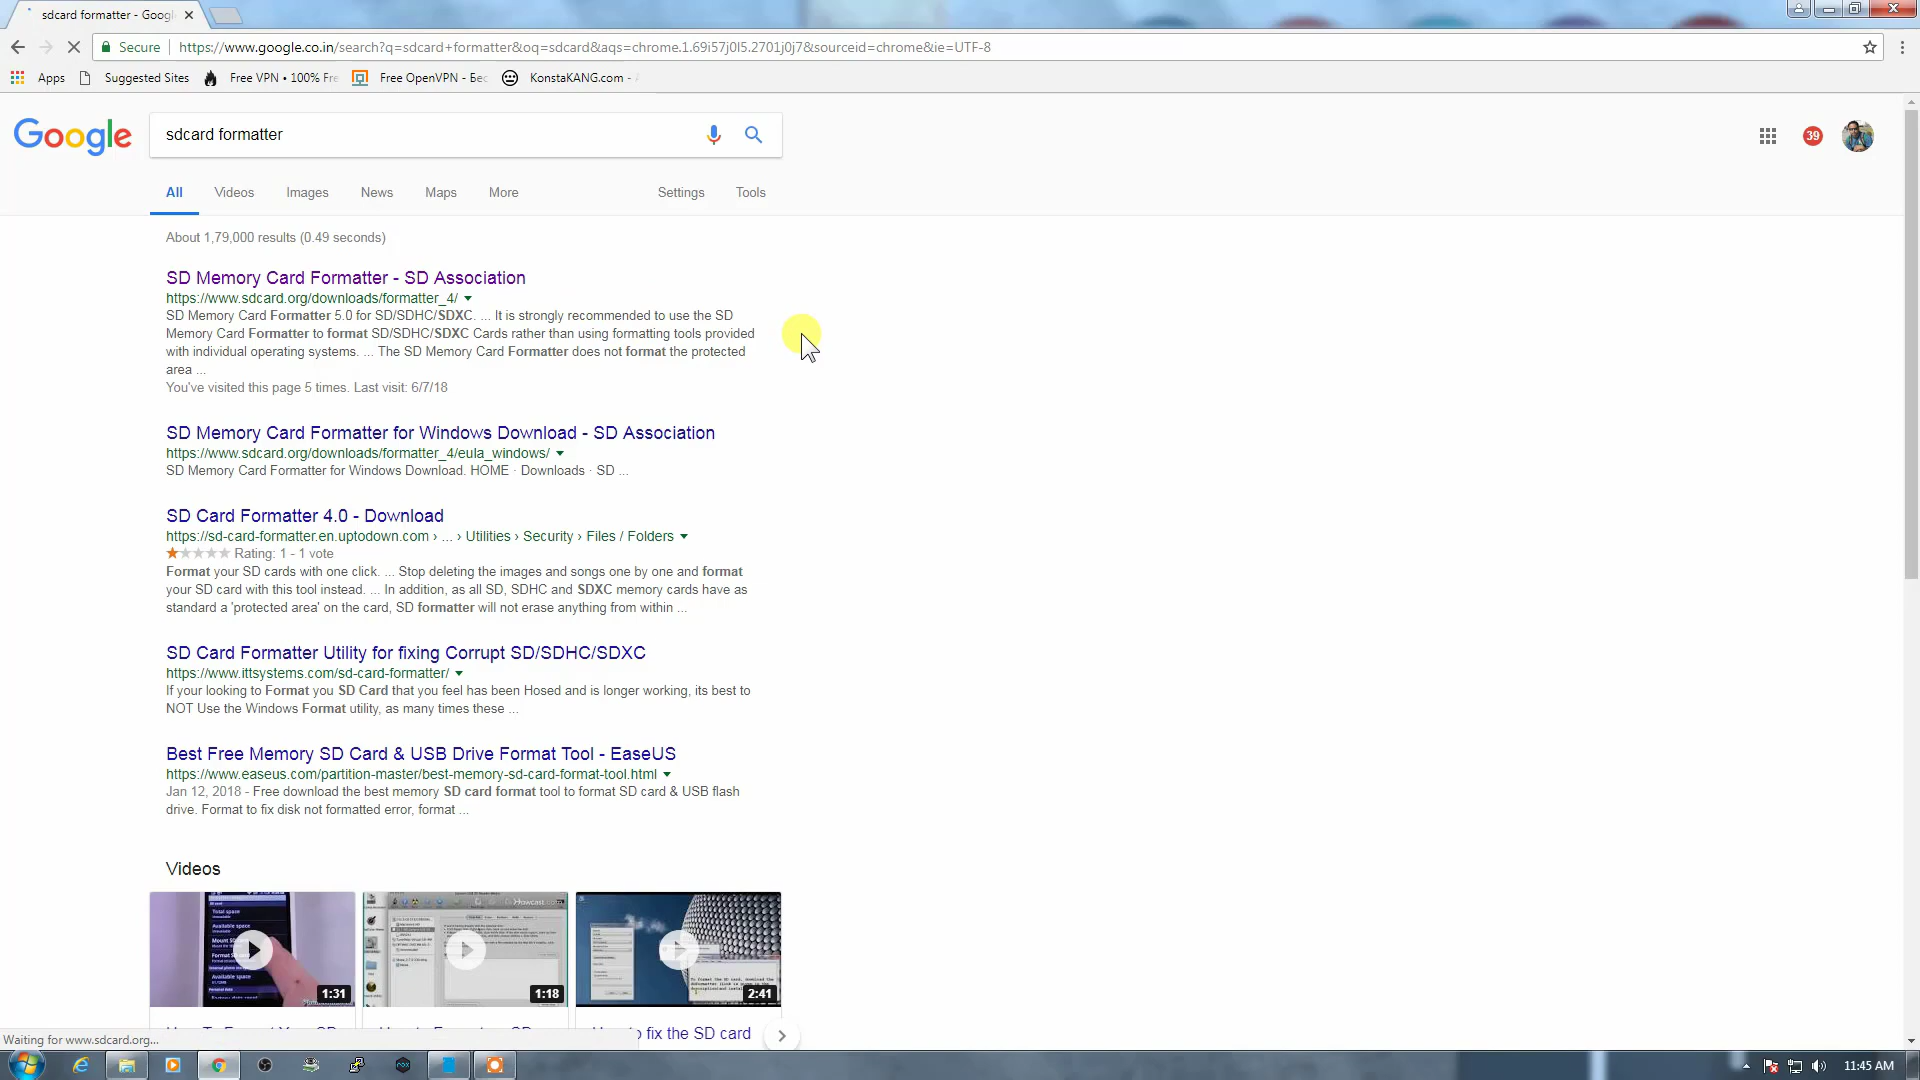 sdcard formatter - Googl
Secure
https://www.google.co.in/search?q=sdcard+formatter&oq=sdcard&aqs=chrome.1.69i57j0l5.2701j0j7&sourceid=chrome&ie=UTF-8
Apps
Suggested Sites
Free VPN • 100% Fre
Free OpenVPN - Бес
KonstaKANG.com -
Google
sdcard formatter
39
All
Videos
Images
News
Maps
More
Settings
Tools
About 1,79,000 results (0.49 seconds)
SD Memory Card Formatter - SD Association
https://www.sdcard.org/downloads/formatter_4/
SD Memory Card Formatter 5.0 for SD/SDHC/SDXC. ... It is strongly recommended to use the SD
Memory Card Formatter to format SD/SDHC/SDXC Cards rather than using formatting tools provided
with individual operating systems. ... The SD Memory Card Formatter does not format the protected
area ...
You've visited this page 5 times. Last visit: 6/7/18
SD Memory Card Formatter for Windows Download - SD Association
https://www.sdcard.org/downloads/formatter_4/eula_windows/
SD Memory Card Formatter for Windows Download. HOME · Downloads · SD ...
SD Card Formatter 4.0 - Download
https://sd-card-formatter.en.uptodown.com › ... › Utilities › Security › Files / Folders
Rating: 1 - 1 vote
Format your SD cards with one click. ... Stop deleting the images and songs one by one and format
your SD card with this tool instead. ... In addition, as all SD, SDHC and SDXC memory cards have as
standard a 'protected area' on the card, SD formatter will not erase anything from within ...
SD Card Formatter Utility for fixing Corrupt SD/SDHC/SDXC
https://www.ittsystems.com/sd-card-formatter/
If your looking to Format you SD Card that you feel has been Hosed and is longer working, its best to
NOT Use the Windows Format utility, as many times these ...
Best Free Memory SD Card & USB Drive Format Tool - EaseUS
https://www.easeus.com/partition-master/best-memory-sd-card-format-tool.html
Jan 12, 2018 - Free download the best memory SD card format tool to format SD card & USB flash
drive. Format to fix disk not formatted error, format ...
Videos
Total space
Available space
Mount SD
Format SD
Available space
1:31
Howcast
1:18
2:41
fix the SD card
Waiting for www.sdcard.org...
nox
11:45 AM